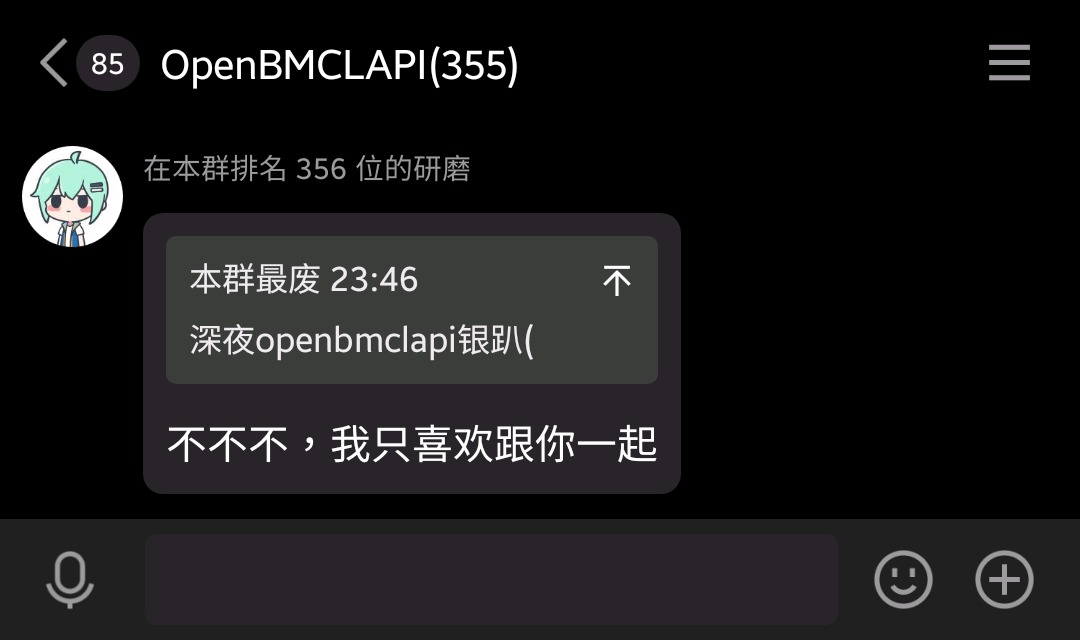 85 OpenBMCLAPI(355)
在本群排名 356 位的研磨
本群最废 23:46
深夜openbmclapi银趴(
不不不，我只喜欢跟你一起